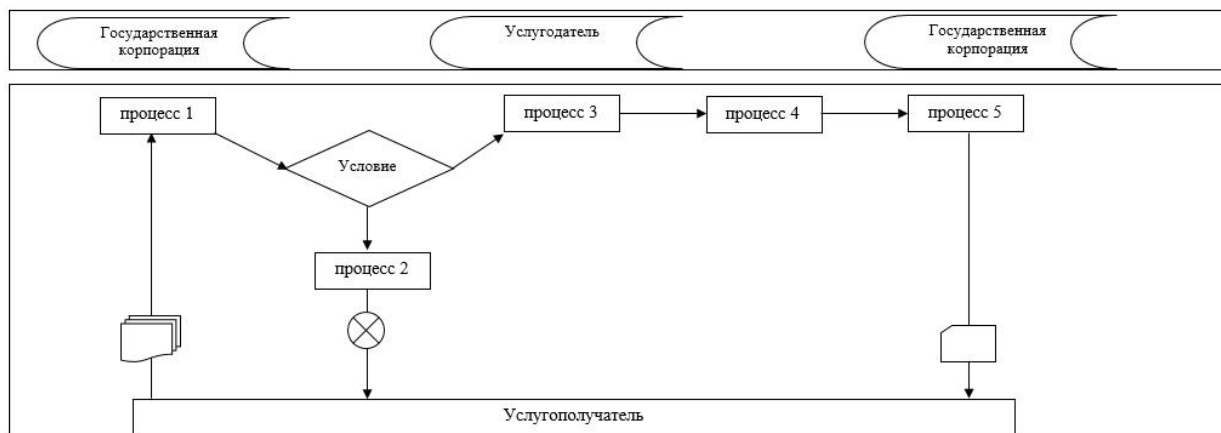 Государственная
корпорация
Услугодатель
Государственная
корпорация
процесс 1
процесс 3
процесс 4
процесс 5
Условие
процесс 2
Услугополучатель